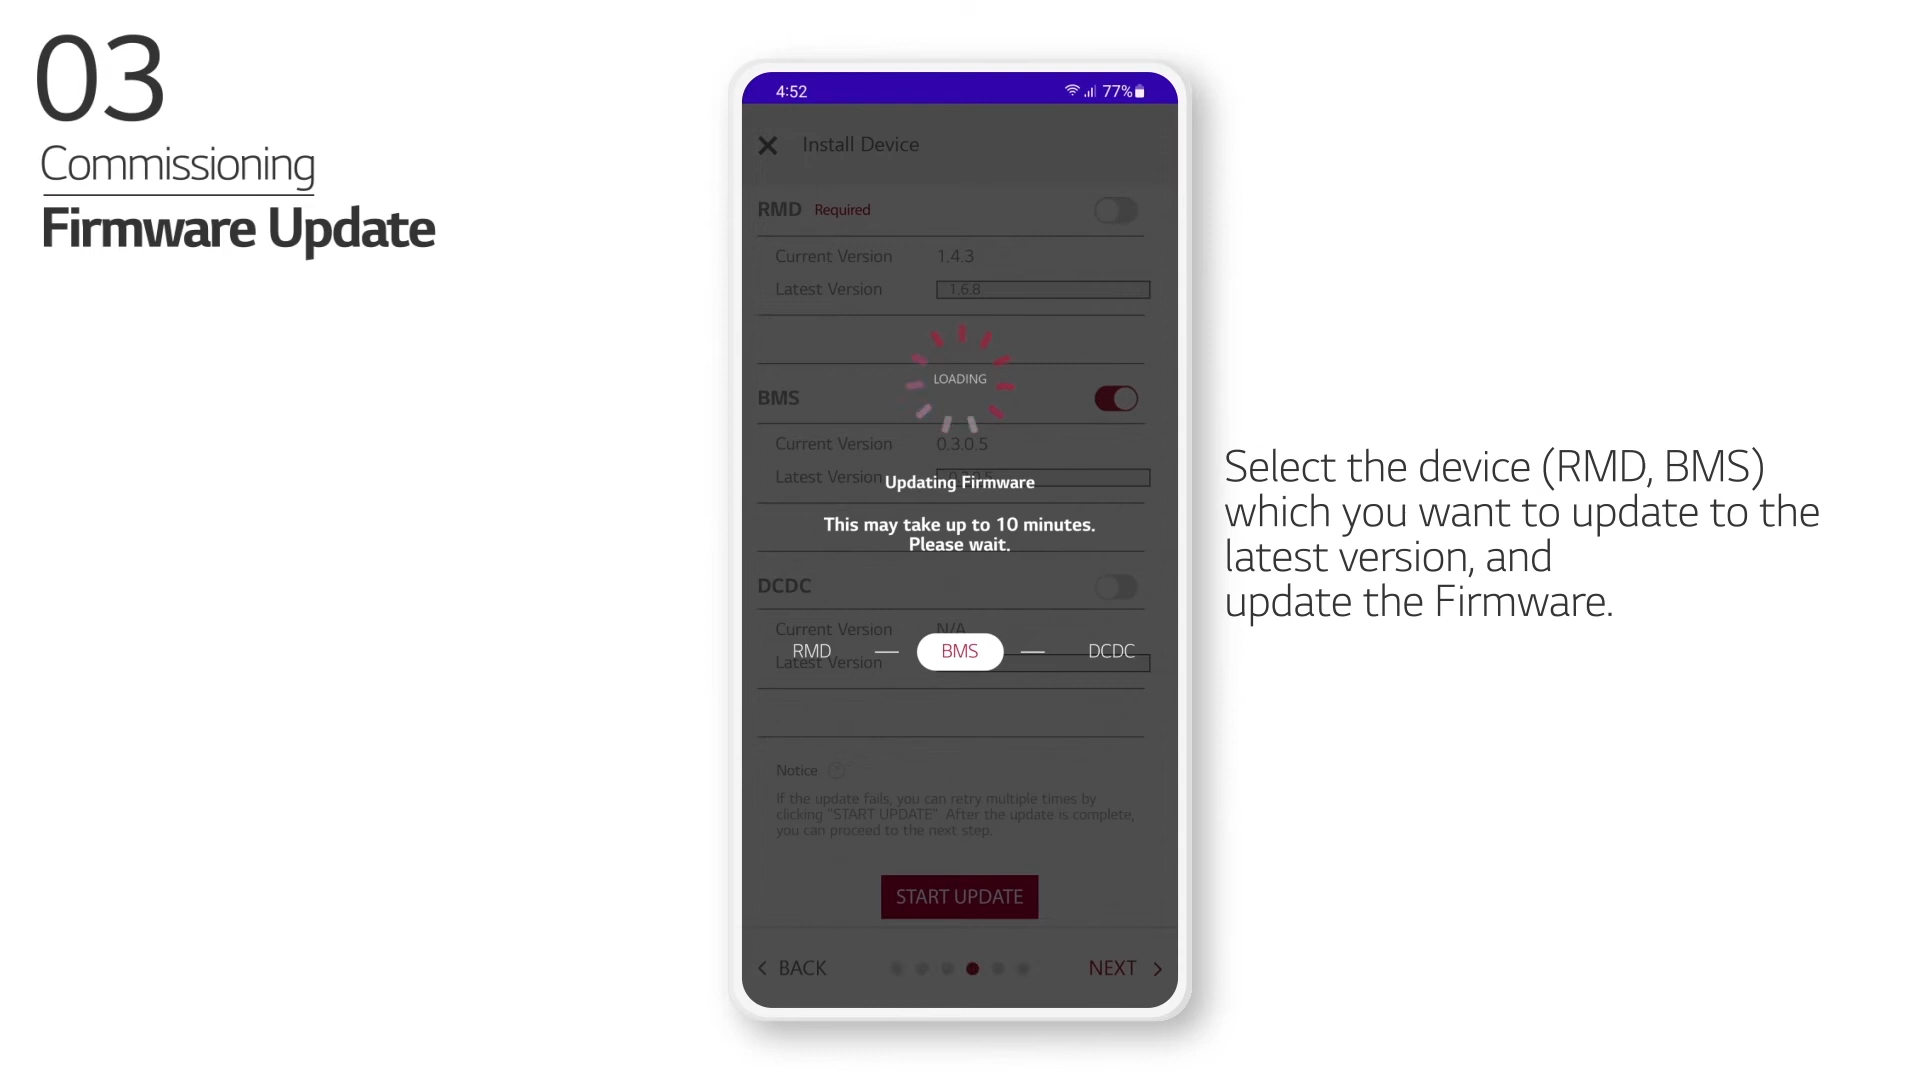 03
Commissioning
Firmware Update
4:52
77%
Install Device
RMD Required
Current Version 1.4.3
Latest Version 1.6.8
LOADING
BMS
Current Version 0.3.0.5
Latest Version
Updating Firmware
This may take up to 10 minutes.
Please wait.
DCDC
Current Version N/A
RMD — BMS — DCDC
Latest Version
Notice ?
If the update fails, you can retry multiple times by
clicking "START UPDATE". After the update is complete,
you can proceed to the next step.
START UPDATE
< BACK
NEXT >
Select the device (RMD, BMS)
which you want to update to the
latest version, and
update the Firmware.